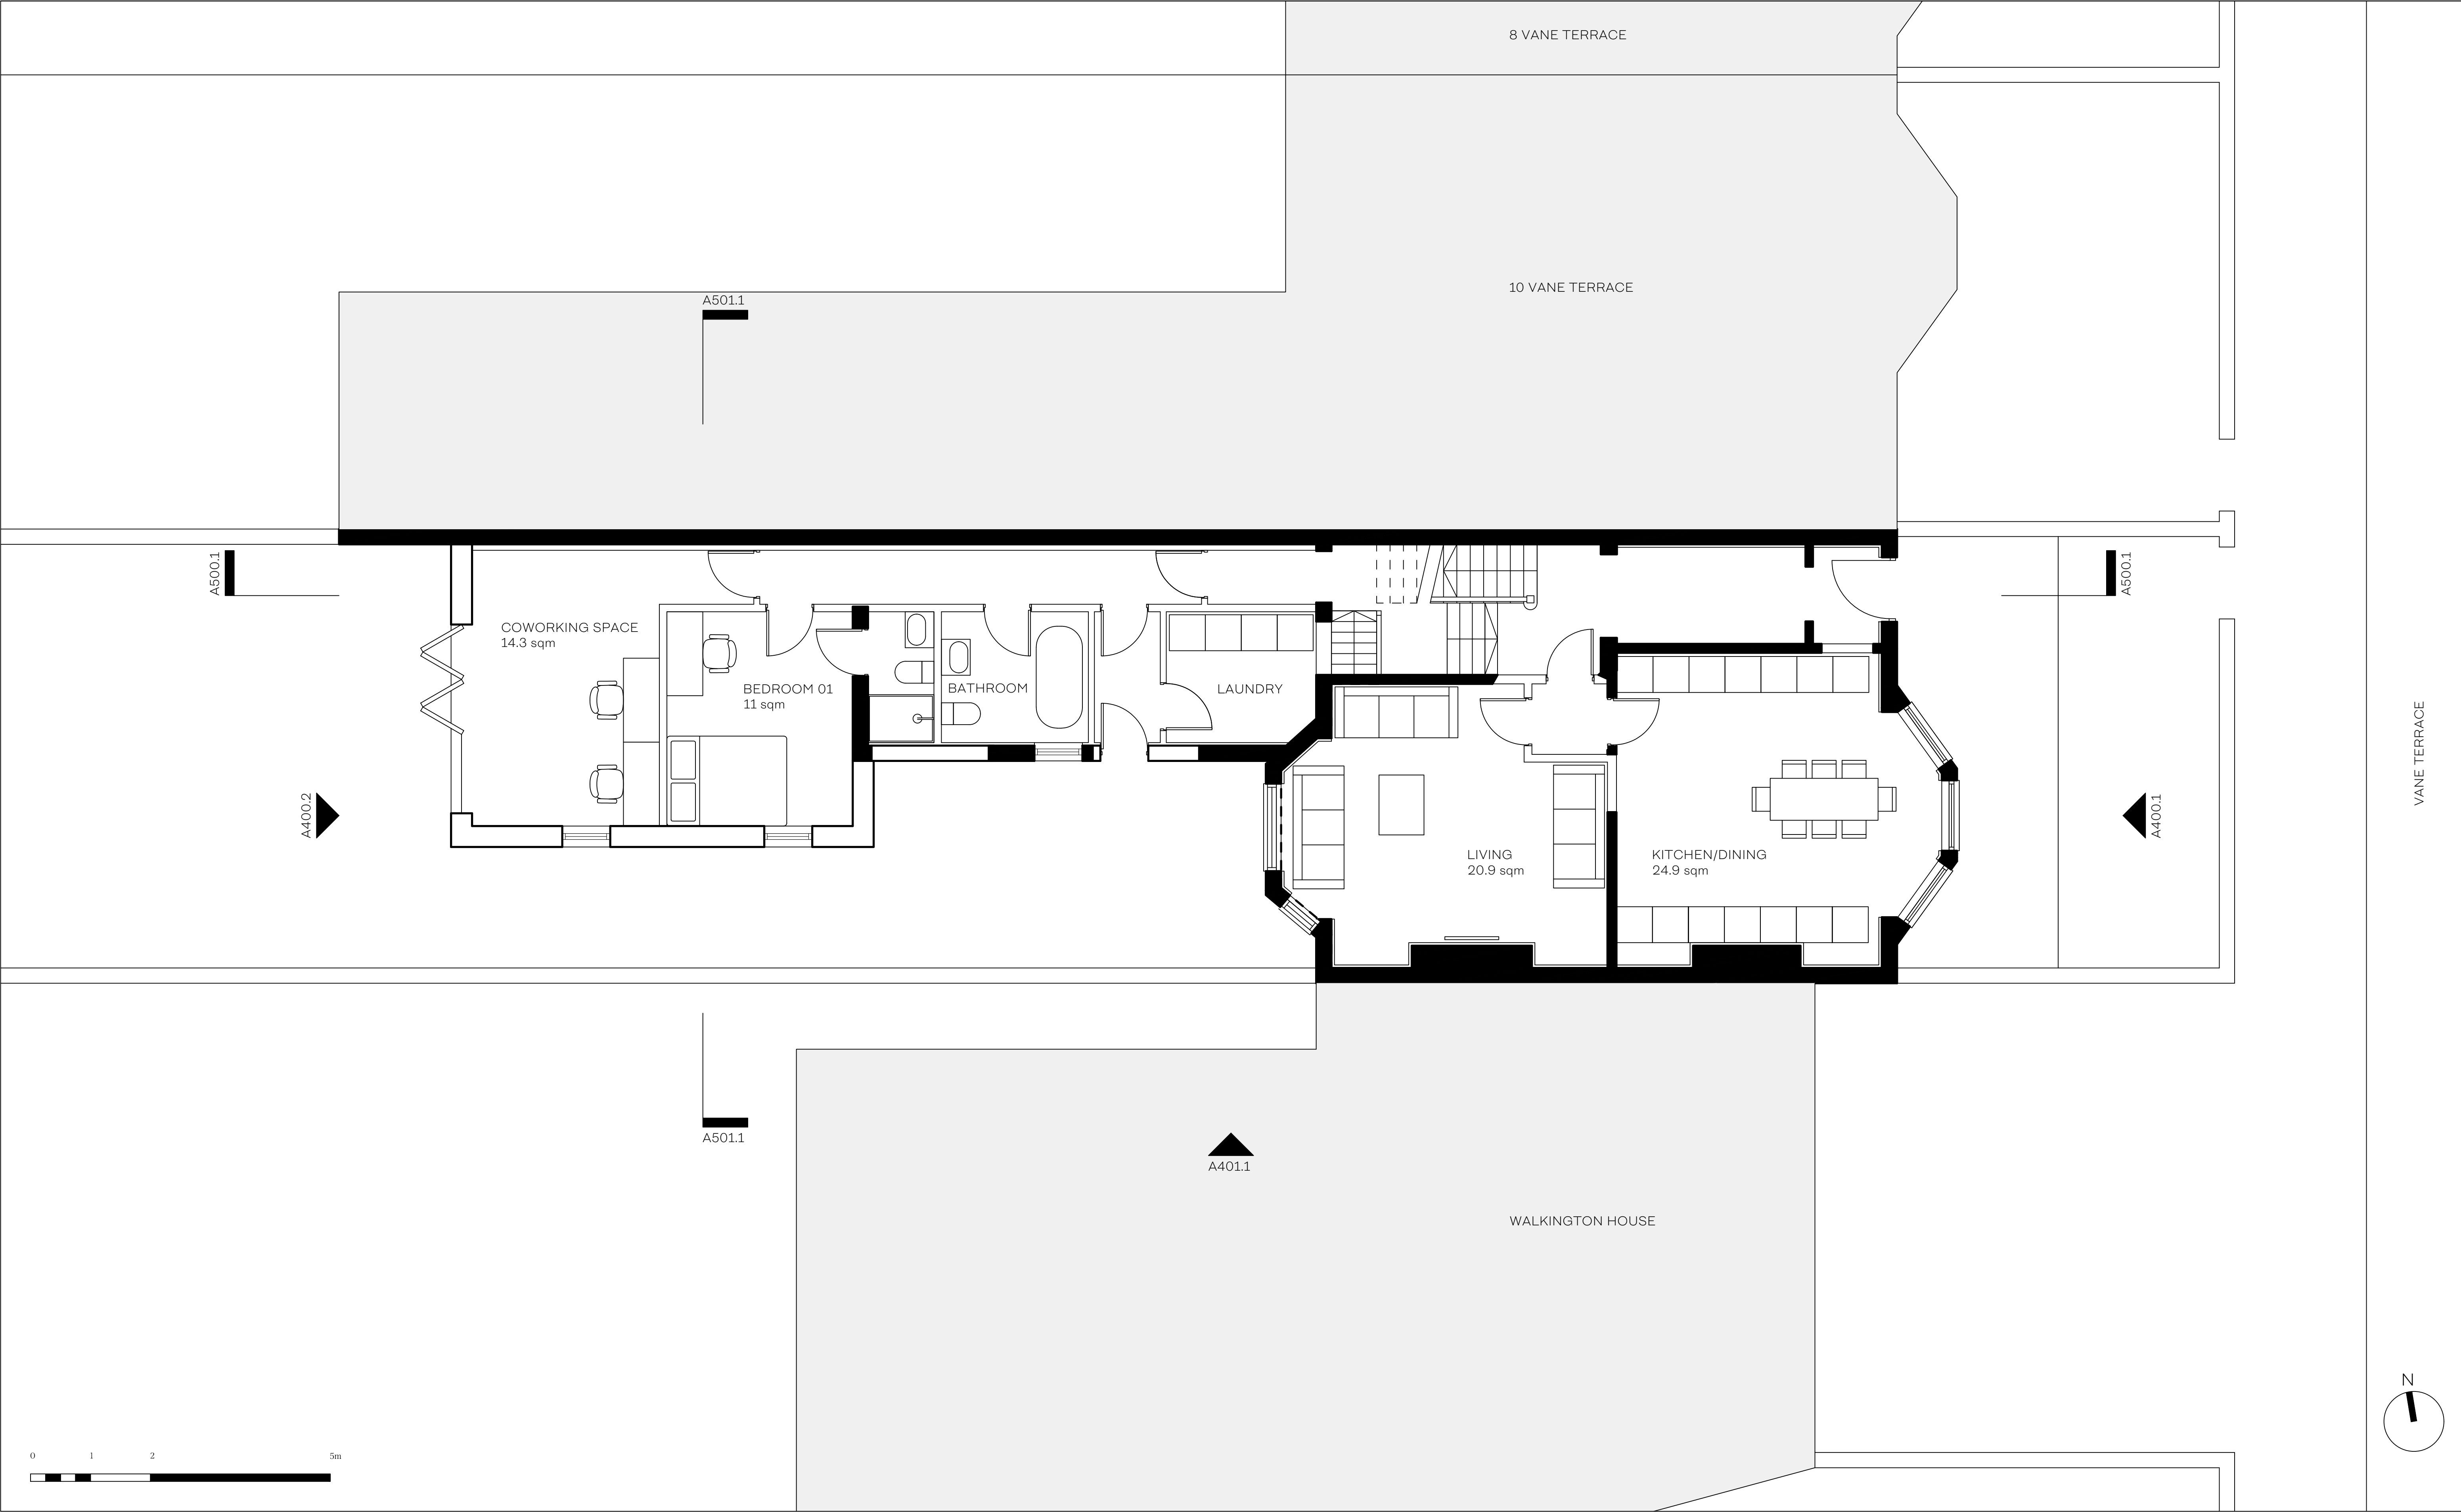 8 VANE TERRACE
10 VANE TERRACE
A501.1
A500.1
A500.1
COWORKING SPACE
14.3 sqm
BEDROOM 01
11 sqm
BATHROOM
LAUNDRY
VANE TERRACE
A400.2
A400.1
LIVING
20.9 sqm
KITCHEN/DINING
24.9 sqm
A501.1
A401.1
WALKINGTON HOUSE
N
0 1 2 5m